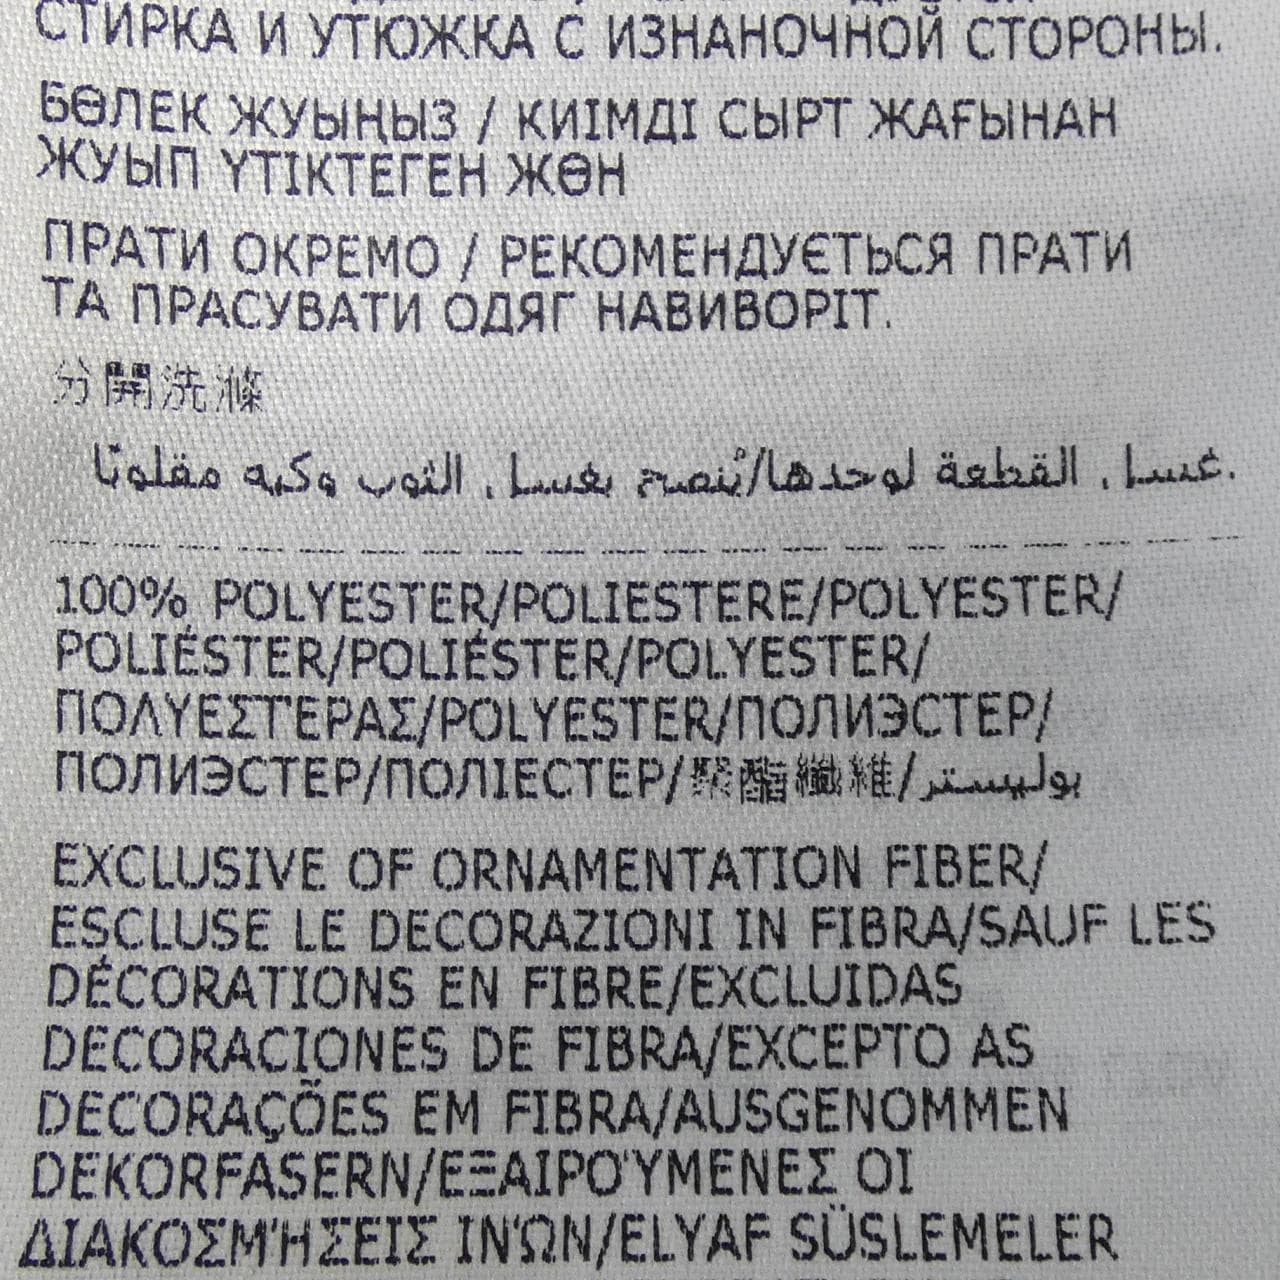 СТИРКА И УТЮЖКА С ИЗНАНОЧНОЙ СТОРОНЫ.
БӨЛЕК ЖУЫҢЫЗ / КИІМДІ СЫРТ ЖАҒЫНАН
ЖУЫП ҮТІКТЕГЕН ЖӨН
ПРАТИ ОКРЕМО / РЕКОМЕНДУЄТЬСЯ ПРАТИ
ТА ПРАСУВАТИ ОДЯГ НАВИВОРІТ.
分開洗滌
غسل القطعة لوحدها/يُنصح بغسل الثوب وكيه مقلوبًا.
100% POLYESTER/POLIESTERE/POLYESTER/
POLIÉSTER/POLIÉSTER/POLYESTER/
ΠΟΛΥΕΣΤΕΡΑΣ/POLYESTER/ПОЛИЭСТЕР/
ПОЛИЭСТЕР/ПОЛІЕСТЕР/聚酯纖維/بوليستر
EXCLUSIVE OF ORNAMENTATION FIBER/
ESCLUSE LE DECORAZIONI IN FIBRA/SAUF LES
DÉCORATIONS EN FIBRE/EXCLUIDAS
DECORACIONES DE FIBRA/EXCEPTO AS
DECORAÇÕES EM FIBRA/AUSGENOMMEN
DEKORFASERN/ΕΞΑΙΡΟΎΜΕΝΕΣ ΟΙ
ΔΙΑΚΟΣΜΉΣΕΙΣ ΙΝΏΝ/ELYAF SÜSLEMELER